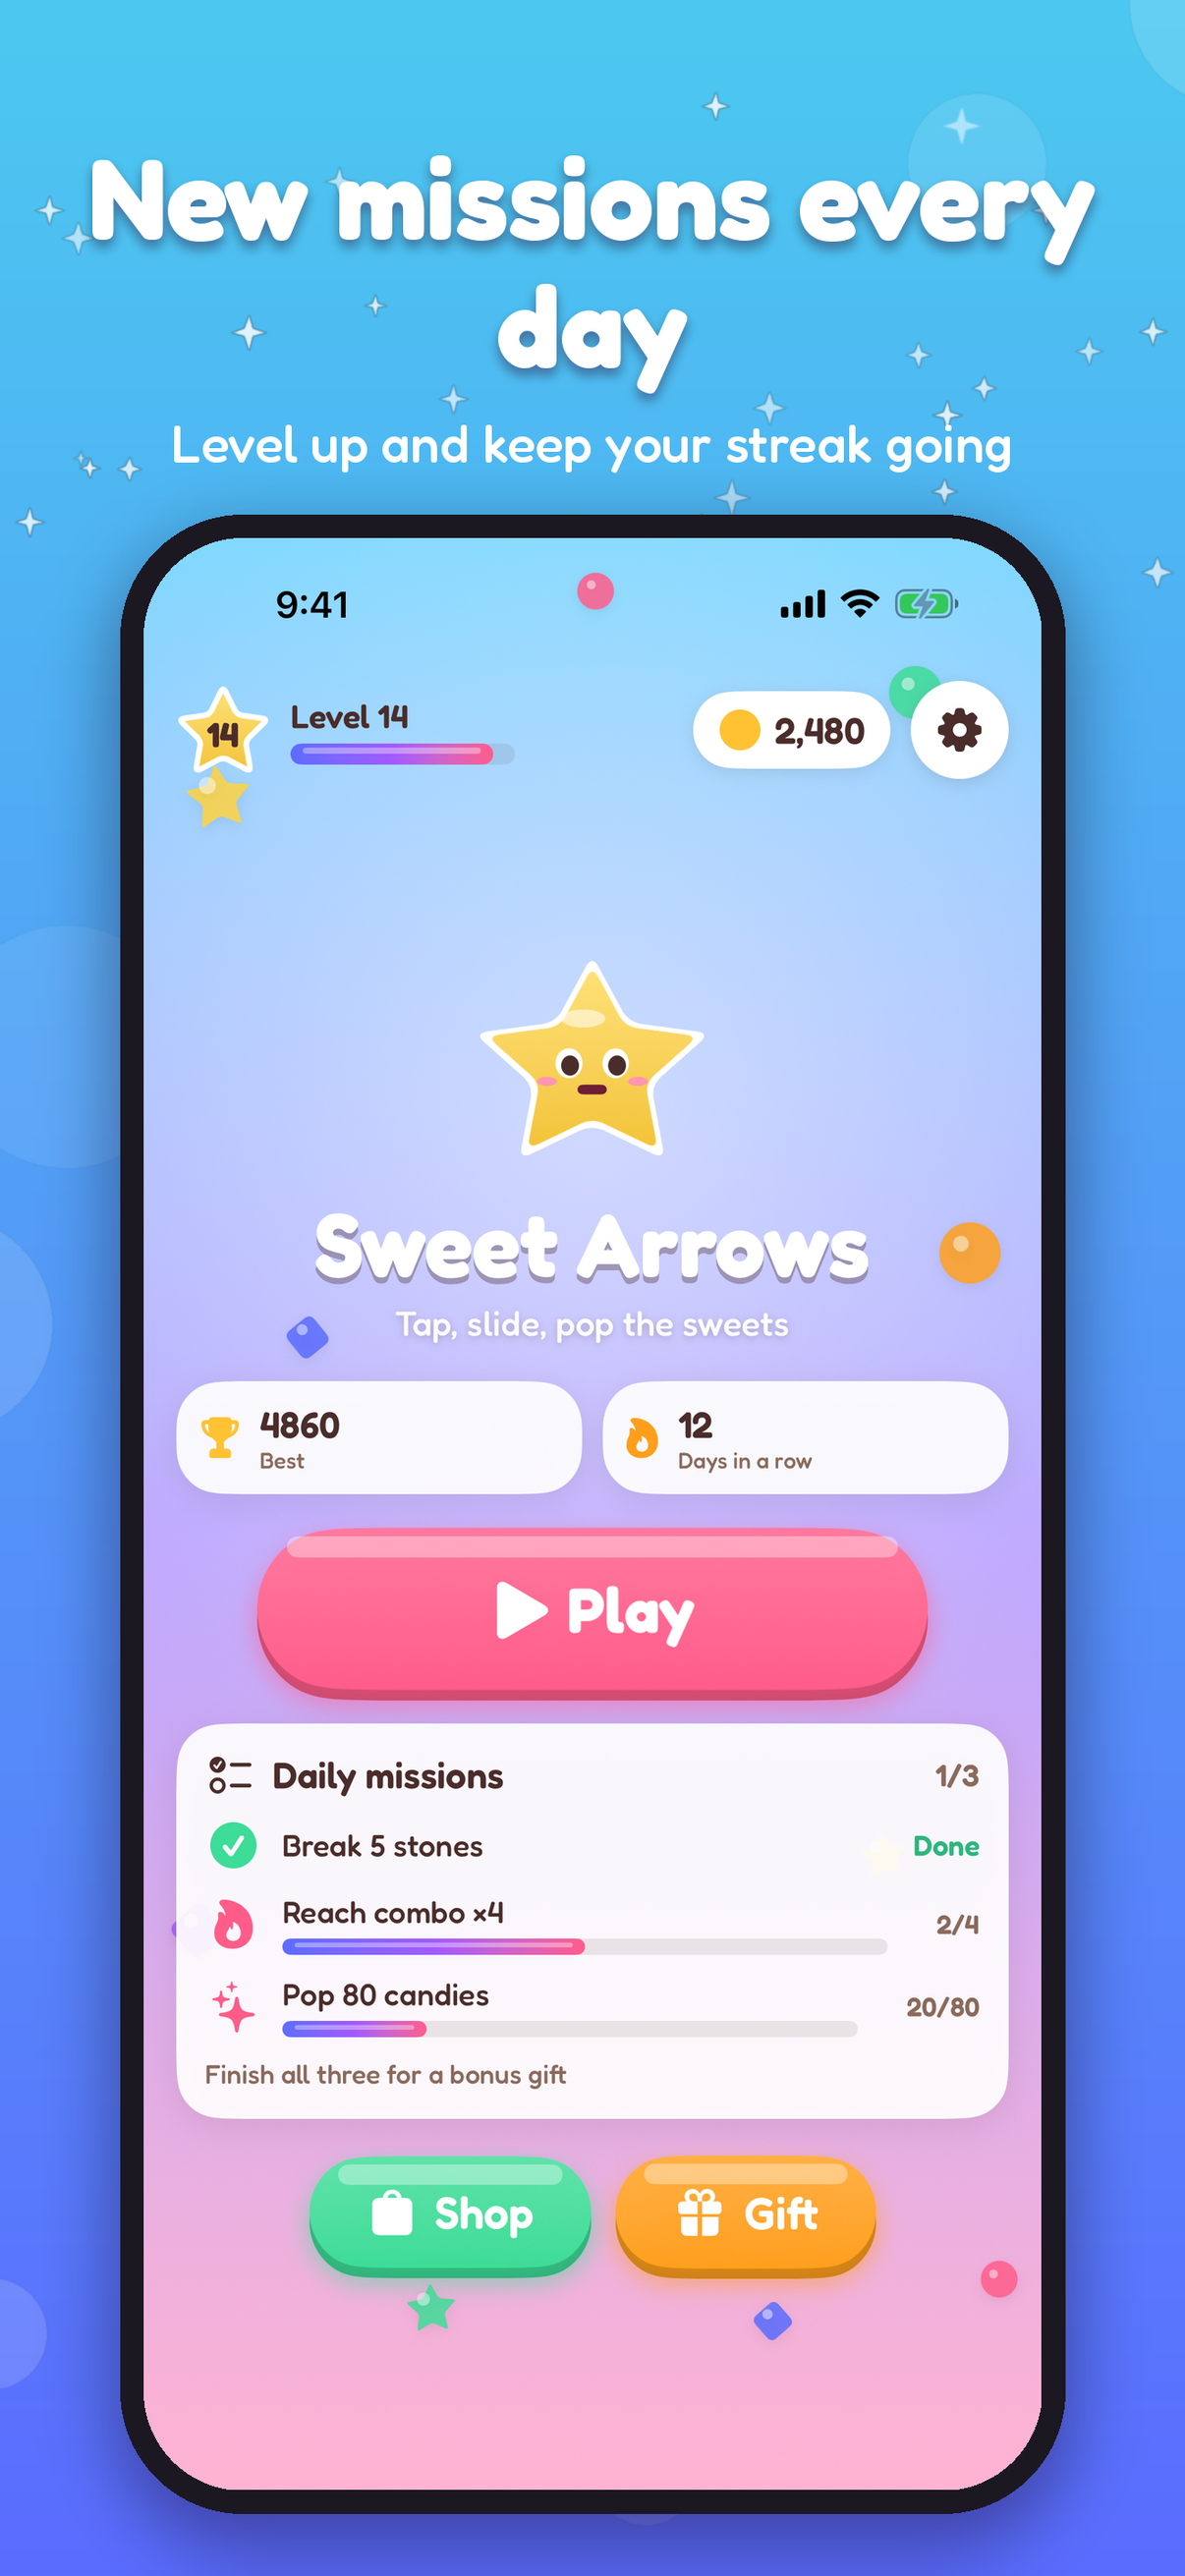 New missions every
day
Level up and keep your streak going
9:41
14
Level 14
2,480
Sweet Arrows
Tap, slide, pop the sweets
4860
Best
12
Days in a row
Play
Daily missions
1/3
Break 5 stones
Done
Reach combo ×4
2/4
Pop 80 candies
20/80
Finish all three for a bonus gift
Shop
Gift